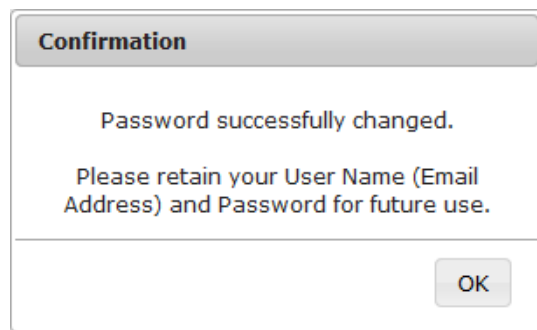 Confirmation
Password successfully changed.
Please retain your User Name (Email
Address) and Password for future use.
OK